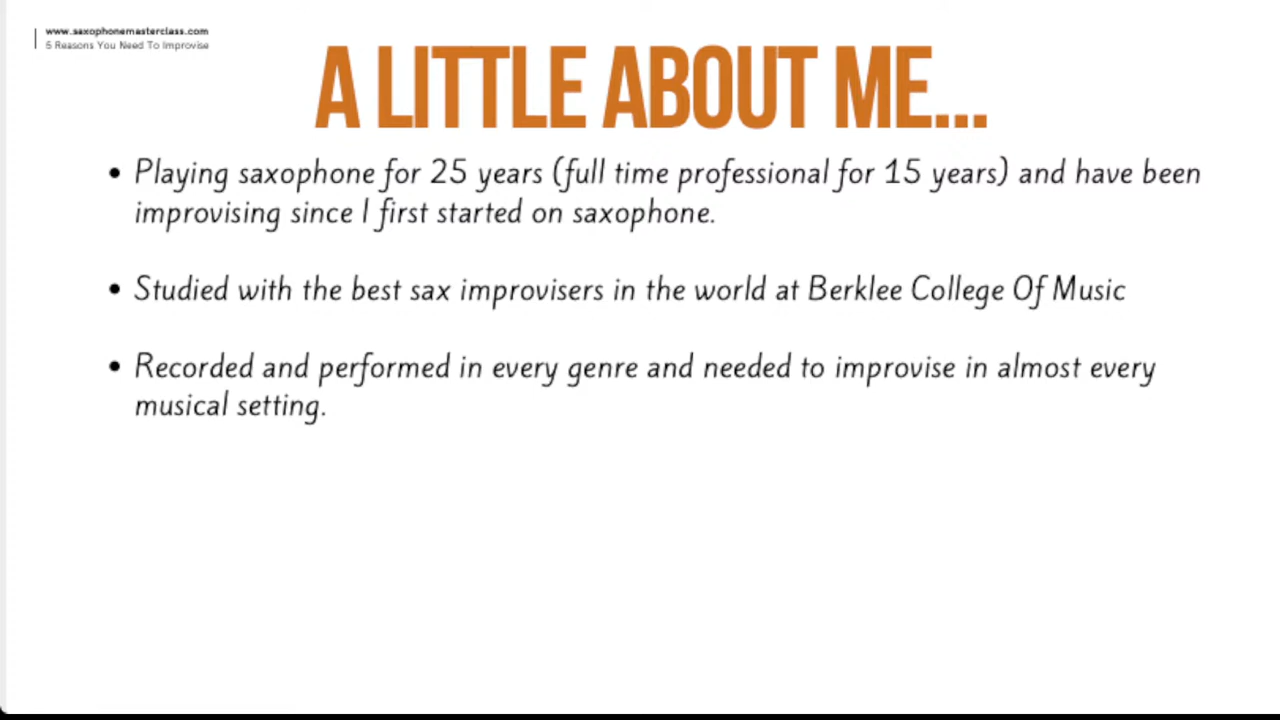 www.saxophonemasterclass.com
5 Reasons You Need To Improvise
A LITTLE ABOUT ME...
• Playing saxophone for 25 years (full time professional for 15 years) and have been
improvising since I first started on saxophone.
• Studied with the best sax improvisers in the world at Berklee College Of Music
• Recorded and performed in every genre and needed to improvise in almost every
musical setting.